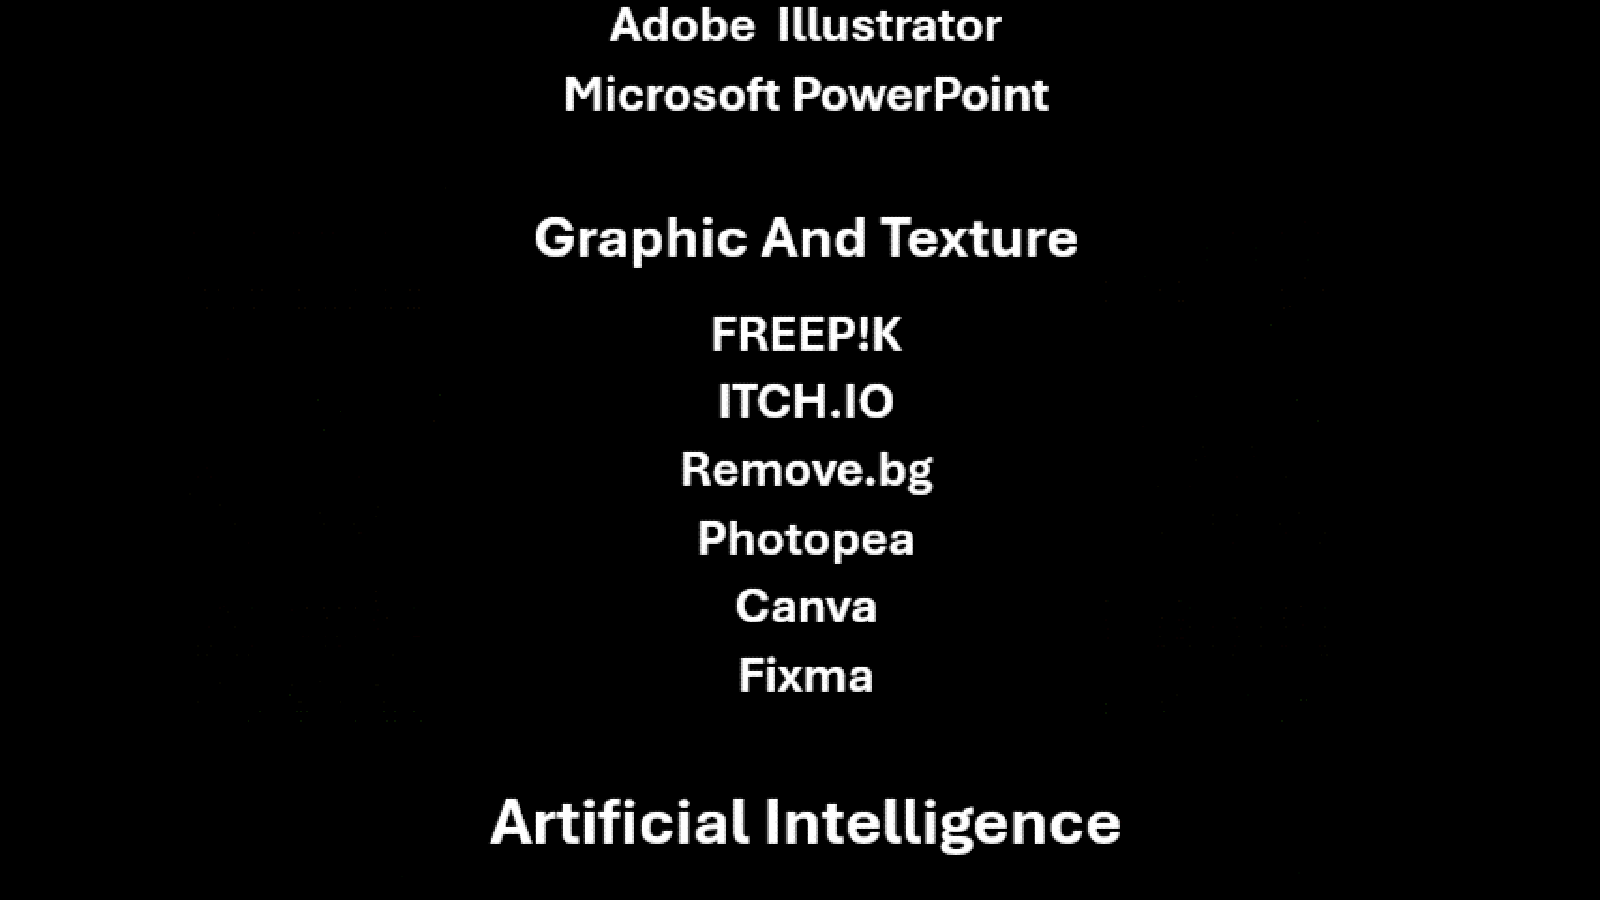 Adobe  Illustrator
Microsoft PowerPoint
Graphic And Texture
FREEP!K
ITCH.IO
Remove.bg
Photopea
Canva
Fixma
Artificial Intelligence